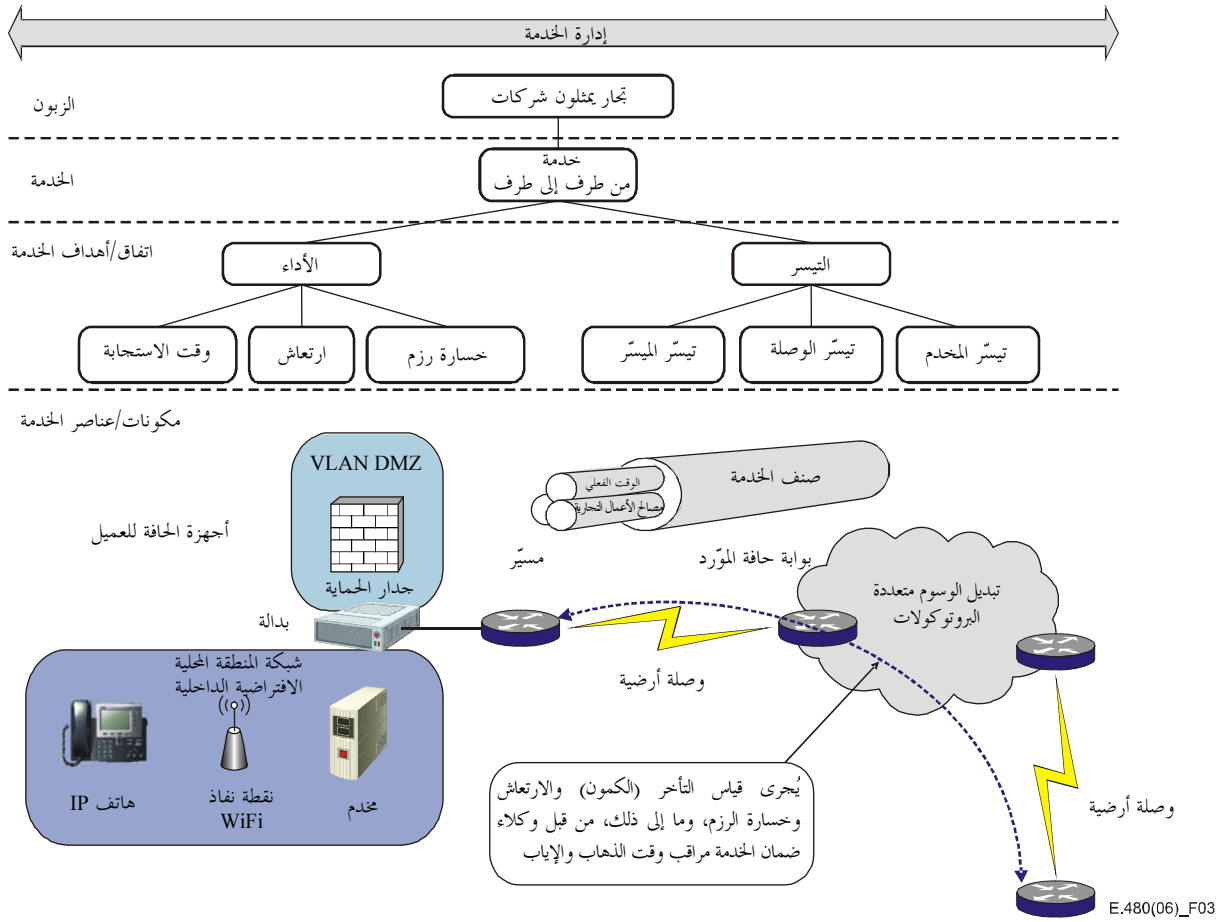 إدارة الخدمة
الزبون
تجار يمثلون شركات
الخدمة
خدمة
من طرف إلى طرف
اتفاق/أهداف الخدمة
التيسر
الأداء
تيسّر المخدم
تيسّر الوصلة
تيسّر الميسّر
خسارة رزم
ارتعاش
وقت الاستجابة
مكونات/عناصر الخدمة
VLAN DMZ
جدار الحماية
أجهزة الحافة للعميل
صنف الخدمة
الوقت الفعلي
مصالح الأعمال التجارية
مسيّر
بوابة حافة المورّد
تبديل الوسوم متعددة
البروتوكولات
بدالة
وصلة أرضية
شبكة المنطقة المحلية
الافتراضية الداخلية
هاتف IP
نقطة نفاذ
WiFi
مخدم
يُجرى قياس التأخر (الكمون) والارتعاش
وخسارة الرزم، وما إلى ذلك، من قبل وكلاء
ضمان الخدمة مراقب وقت الذهاب والإياب
وصلة أرضية
E.480(06)_F03